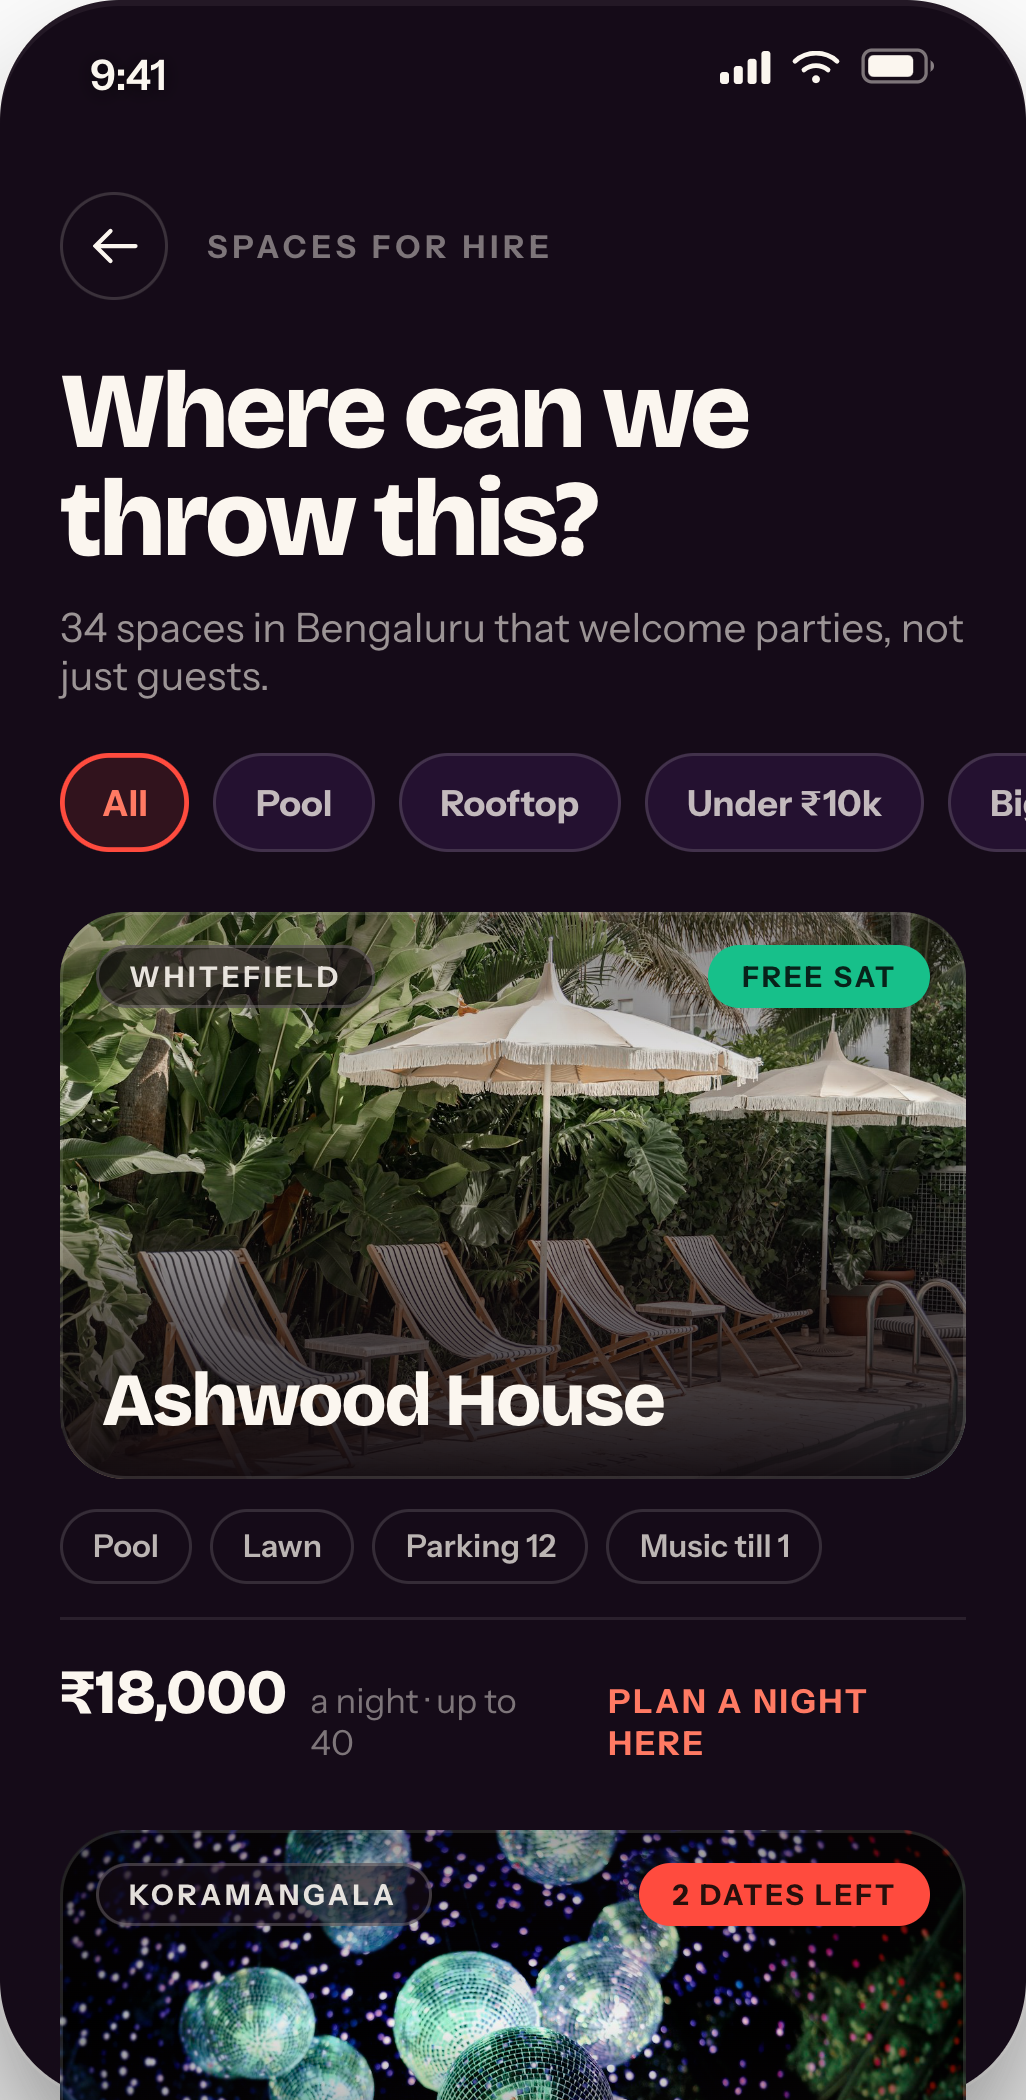 9:41
SPACES FOR HIRE
Where can we
throw this?
34 spaces in Bengaluru that welcome parties, not
just guests.
All
Pool
Rooftop
Under ₹10k
WHITEFIELD
FREE SAT
Ashwood House
Pool
Lawn
Parking 12
Music till 1
₹18,000
a night · up to
40
PLAN A NIGHT
HERE
KORAMANGALA
2 DATES LEFT